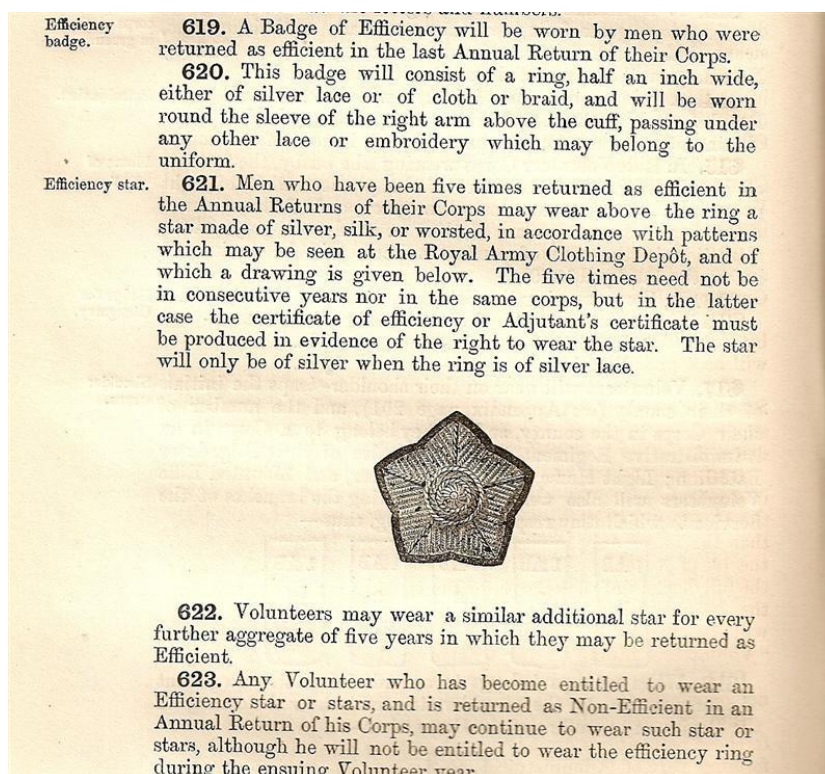 Efficiency
badge.
619. A Badge of Efficiency will be worn by men who were
returned as efficient in the last Annual Return of their Corps.
620. This badge will consist of a ring, half an inch wide,
either of silver lace or of cloth or braid, and will be worn
round the sleeve of the right arm above the cuff, passing under
any other lace or embroidery which may belong to the
uniform.
Efficiency star.
621. Men who have been five times returned as efficient in
the Annual Returns of their Corps may wear above the ring a
star made of silver, silk, or worsted, in accordance with patterns
which may be seen at the Royal Army Clothing Depôt, and of
which a drawing is given below. The five times need not be
in consecutive years nor in the same corps, but in the latter
case the certificate of efficiency or Adjutant's certificate must
be produced in evidence of the right to wear the star. The star
will only be of silver when the ring is of silver lace.
622. Volunteers may wear a similar additional star for every
further aggregate of five years in which they may be returned as
Efficient.
623. Any Volunteer who has become entitled to wear an
Efficiency star or stars, and is returned as Non-Efficient in an
Annual Return of his Corps, may continue to wear such star or
stars, although he will not be entitled to wear the efficiency ring
during the ensuing Volunteer year.